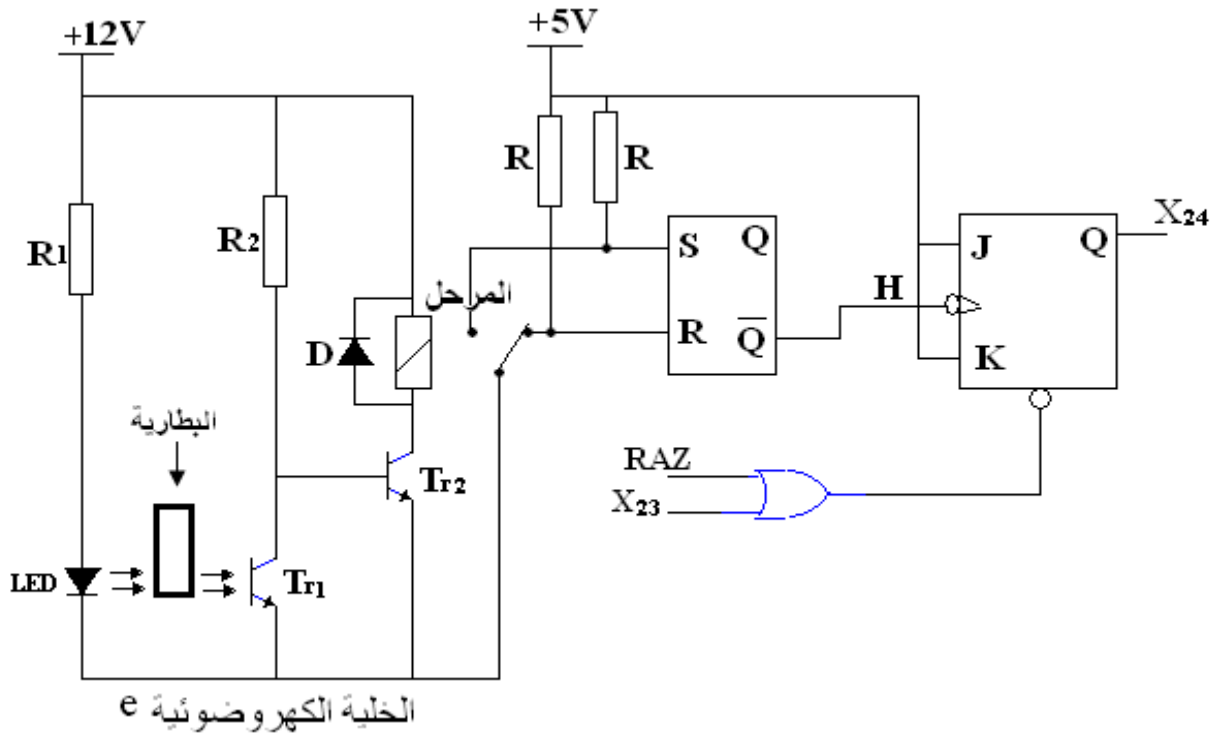 +12V
+5V
R
R
R1
R2
المرحل
S
Q
R
Q
H
J
Q
K
X24
D
البطارية
Tr2
RAZ
X23
LED
Tr1
الخلية الكهروضوئية e